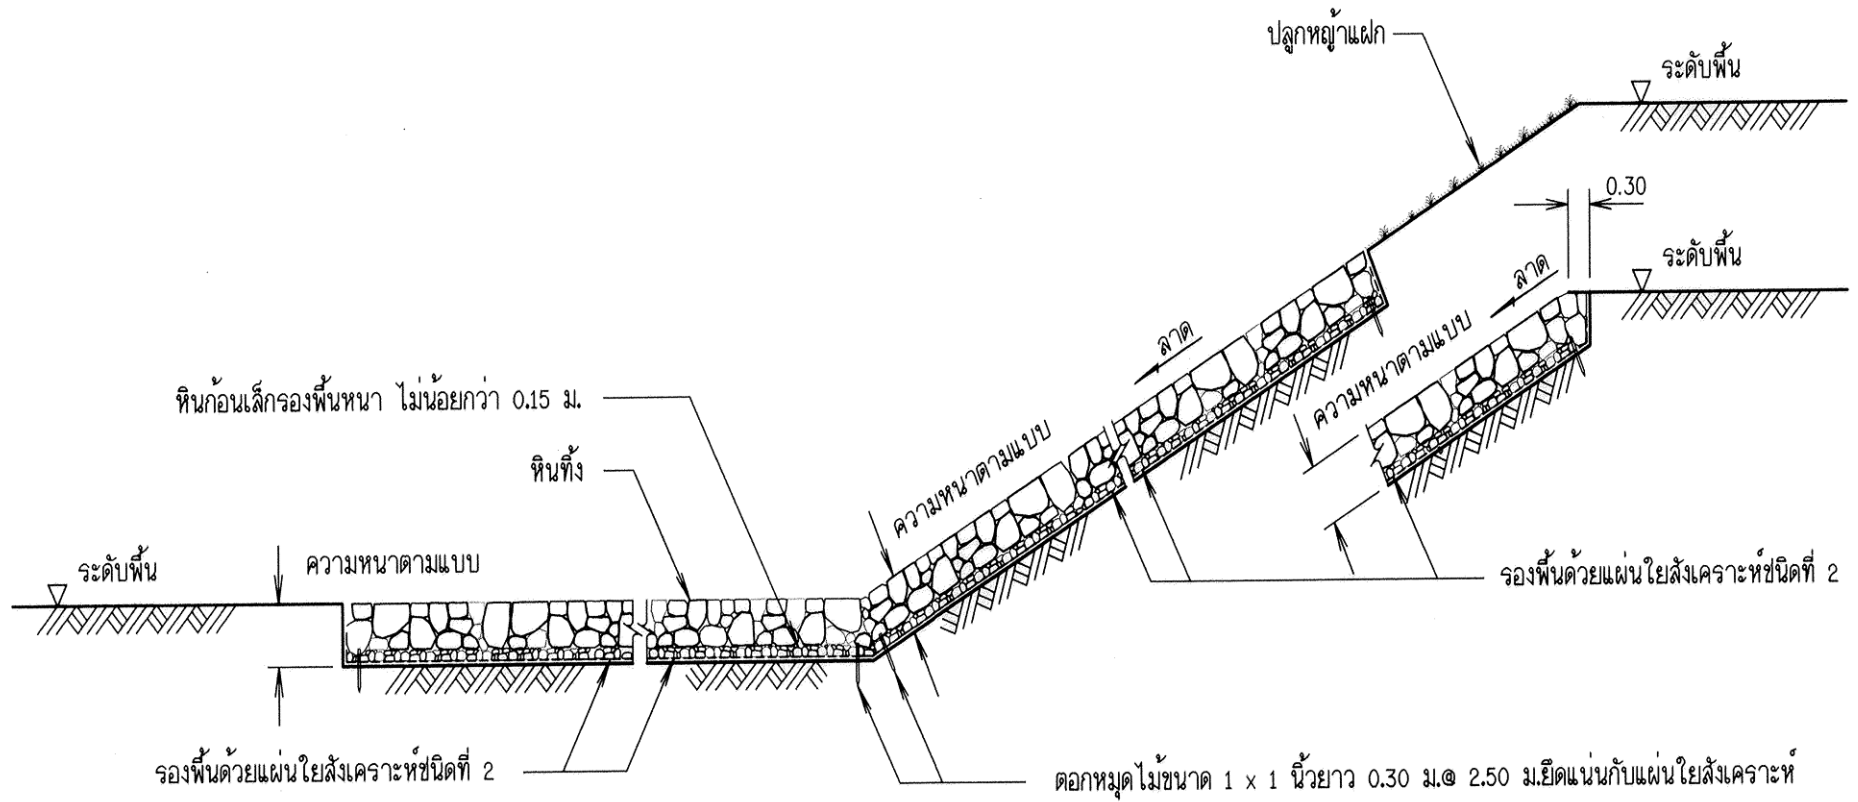 ปลูกหญ้าแฝก
ระดับพื้น
0.30
ระดับพื้น
ลาด
ลาด
ความหนาตามแบบ
หินก้อนเล็กรองพื้นหนา ไม่น้อยกว่า 0.15 ม.
ความหนาตามแบบ
หินทิ้ง
ระดับพื้น
ความหนาตามแบบ
รองพื้นด้วยแผ่นใยสังเคราะห์ชนิดที่ 2
รองพื้นด้วยแผ่นใยสังเคราะห์ชนิดที่ 2
ตอกหมุดไม้ขนาด 1 x 1 นิ้วยาว 0.30 ม.@ 2.50 ม.ยึดแน่นกับแผ่นใยสังเคราะห์